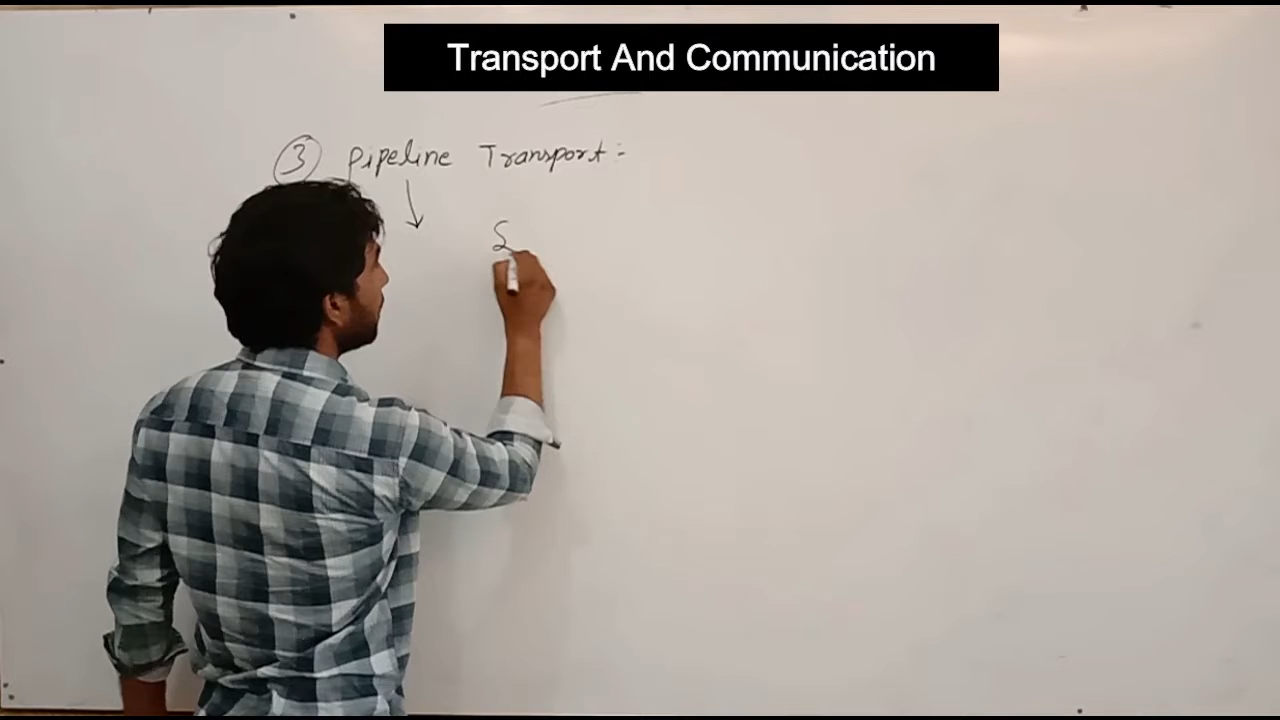 Transport And Communication
③ Pipeline Transport :-
S